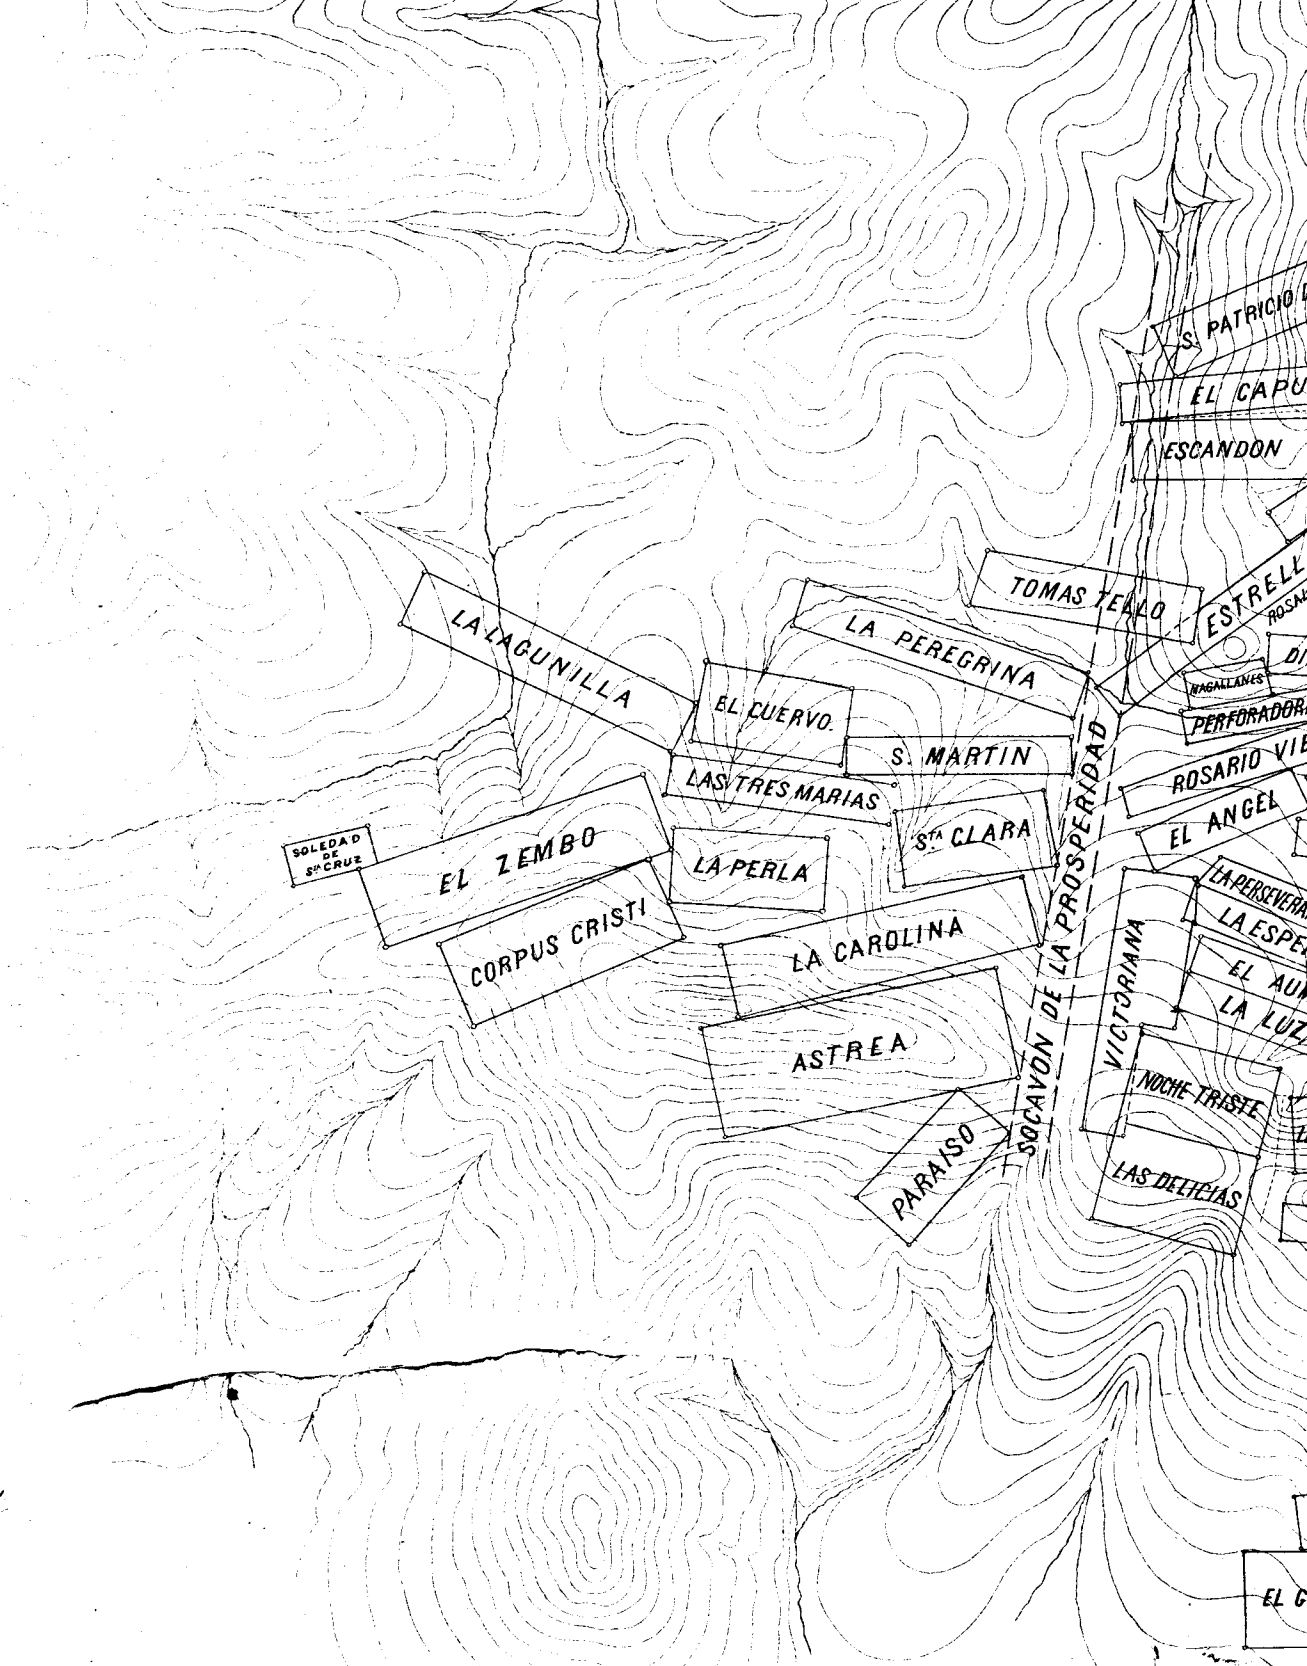 S. PATRICIO
EL CAPU
ESCANDON
TOMAS TELLO
ESTRELL
ROSA
LA LAGUNILLA
LA PEREGRINA
EL CUERVO.
MAGALLANES
PERFORADOR
S. MARTIN
ROSARIO VIE
LAS TRES MARIAS
EL ANGEL
STA CLARA
SOLEDAD
DE
STA CRUZ
EL ZEMBO
LA PERLA
LA PERSEVERA
CORPUS CRISTI
LA CAROLINA
LA ESPE
SOCAVON DE LA PROSPERIDAD
VICTORIANA
EL AU
LA LUZ
ASTREA
NOCHE TRISTE
PARAISO
LAS DELICIAS
EL G